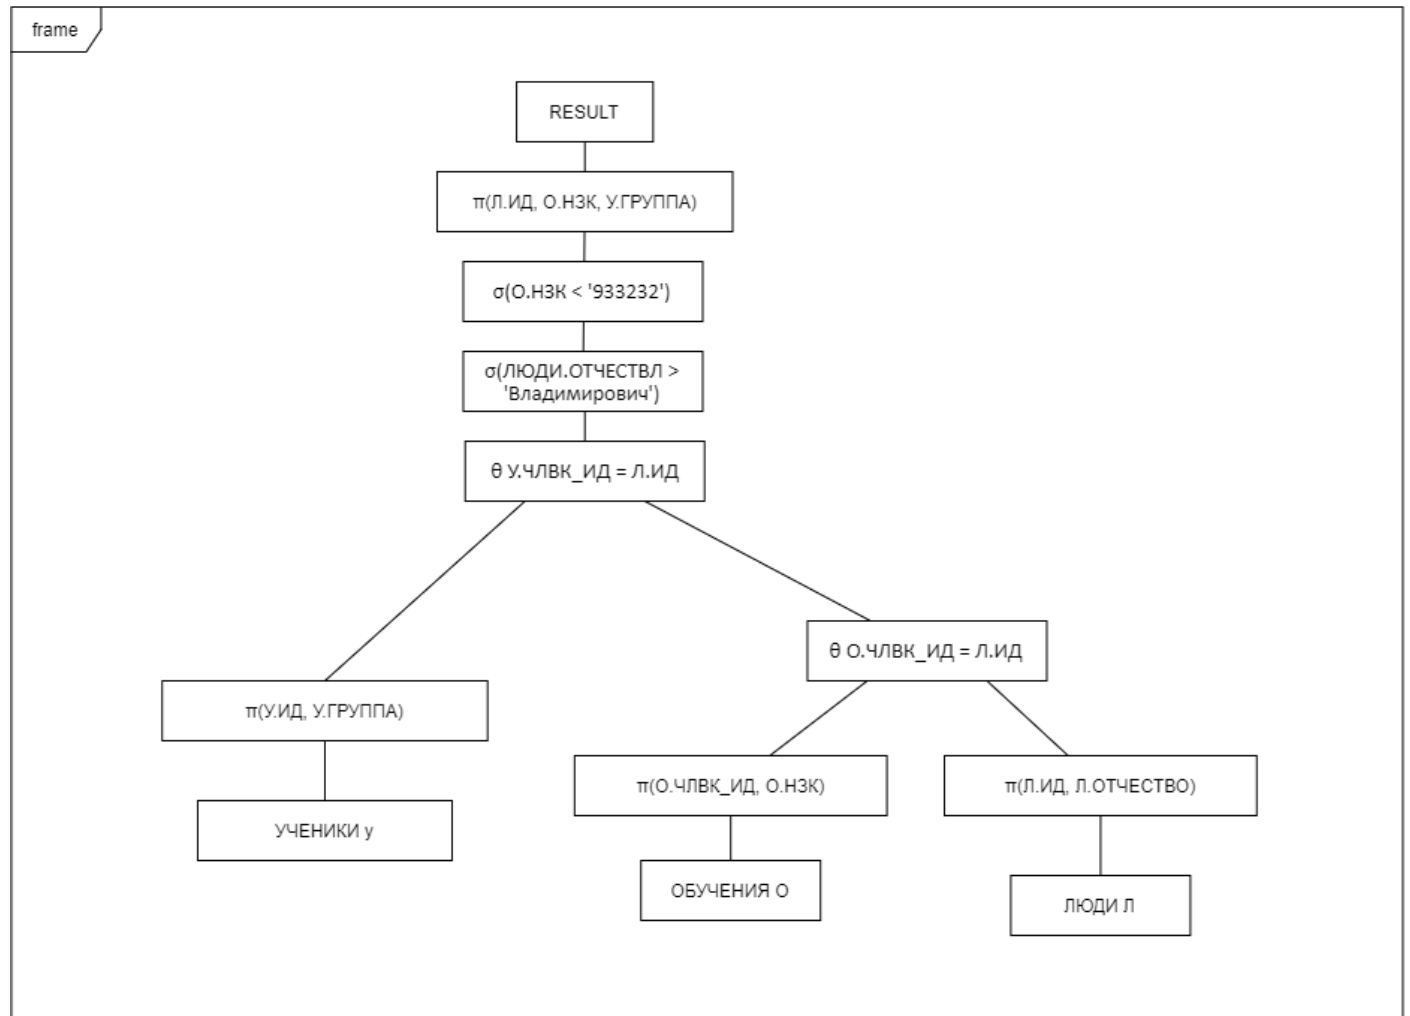 frame
RESULT
π(Л.ИД, О.НЗК, У.ГРУППА)
σ(О.НЗК < '933232')
σ(ЛЮДИ.ОТЧЕСТВЛ >
'Владимирович')
θ У.ЧЛВК_ИД = Л.ИД
θ О.ЧЛВК_ИД = Л.ИД
π(У.ИД, У.ГРУППА)
π(О.ЧЛВК_ИД, О.НЗК)
π(Л.ИД, Л.ОТЧЕСТВО)
УЧЕНИКИ у
ОБУЧЕНИЯ О
ЛЮДИ Л